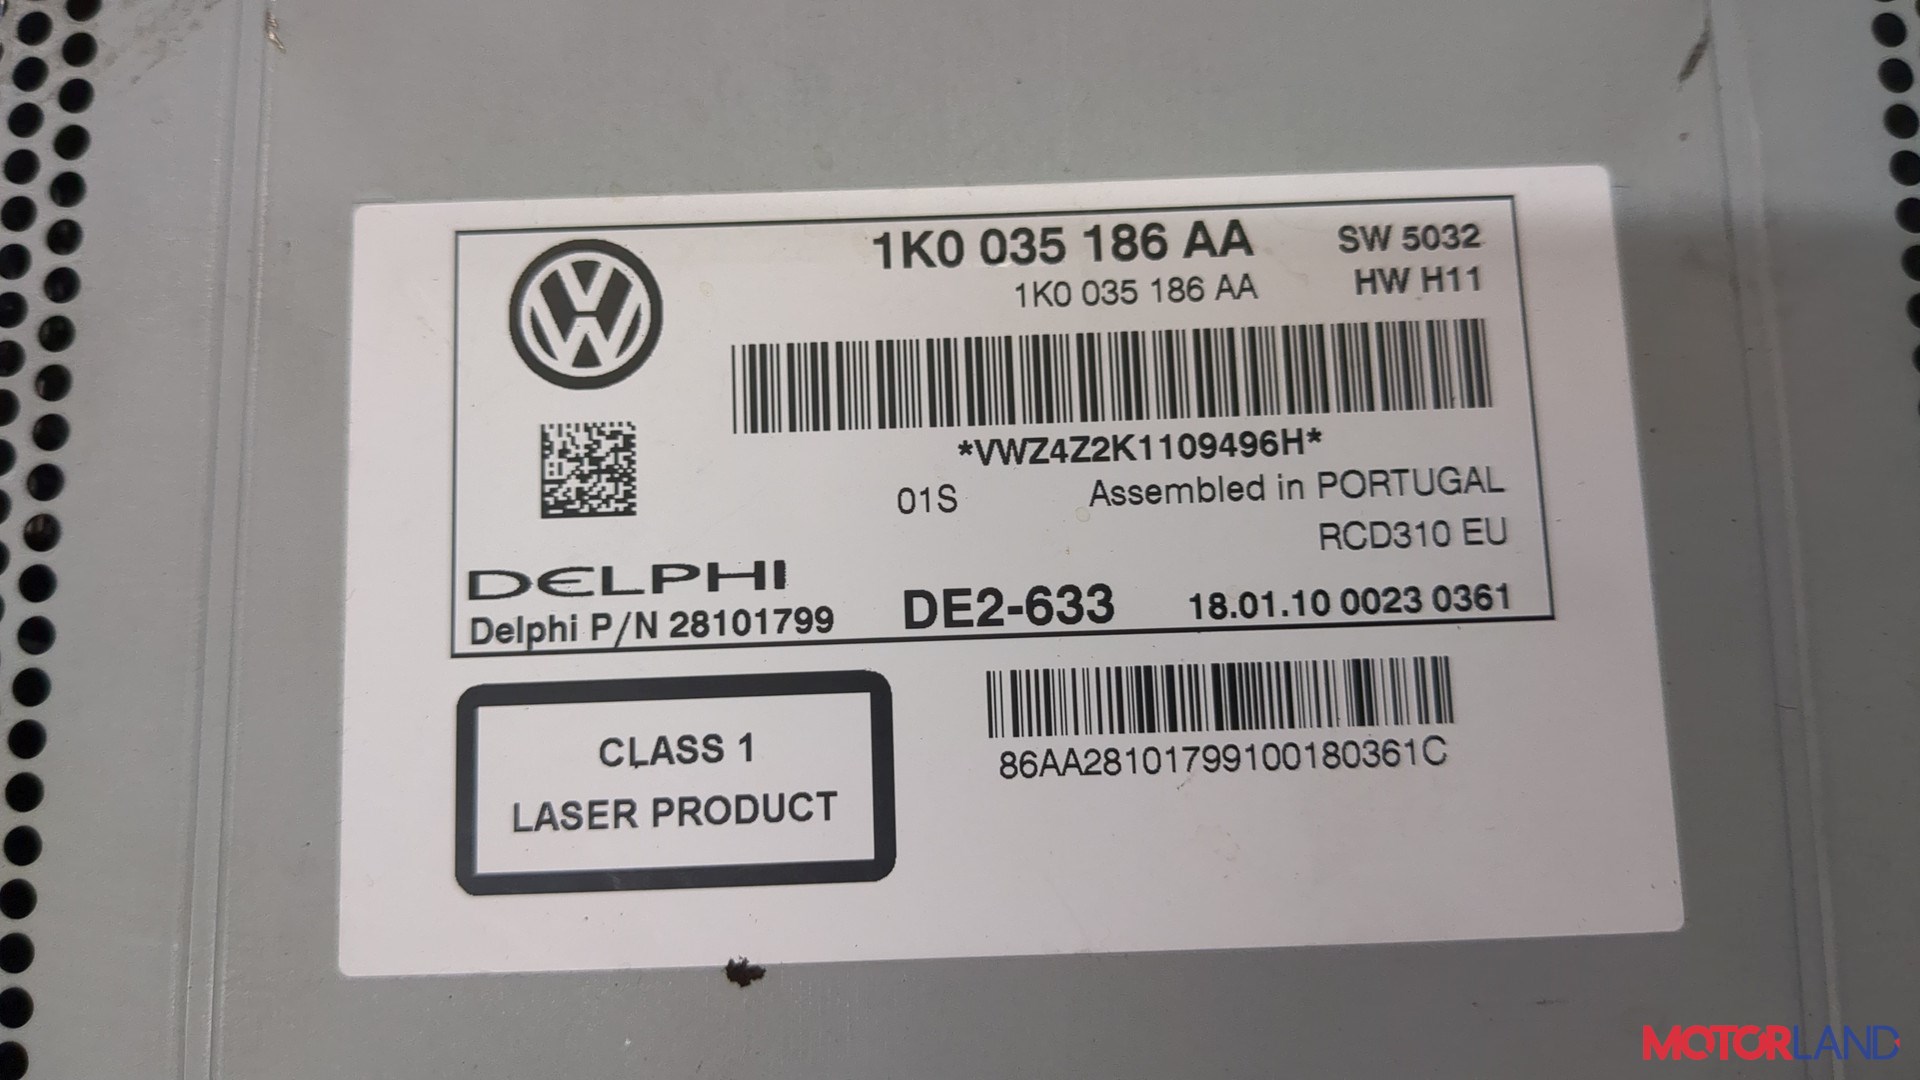 1K0 035 186 AA
SW 5032
1K0 035 186 AA
HW H11
*VWZ4Z2K1109496H*
01S
Assembled in PORTUGAL
RCD310 EU
DELPHI
Delphi P/N 28101799
DE2-633
18.01.10 0023 0361
CLASS 1
LASER PRODUCT
86AA28101799100180361C
MOTORLAND